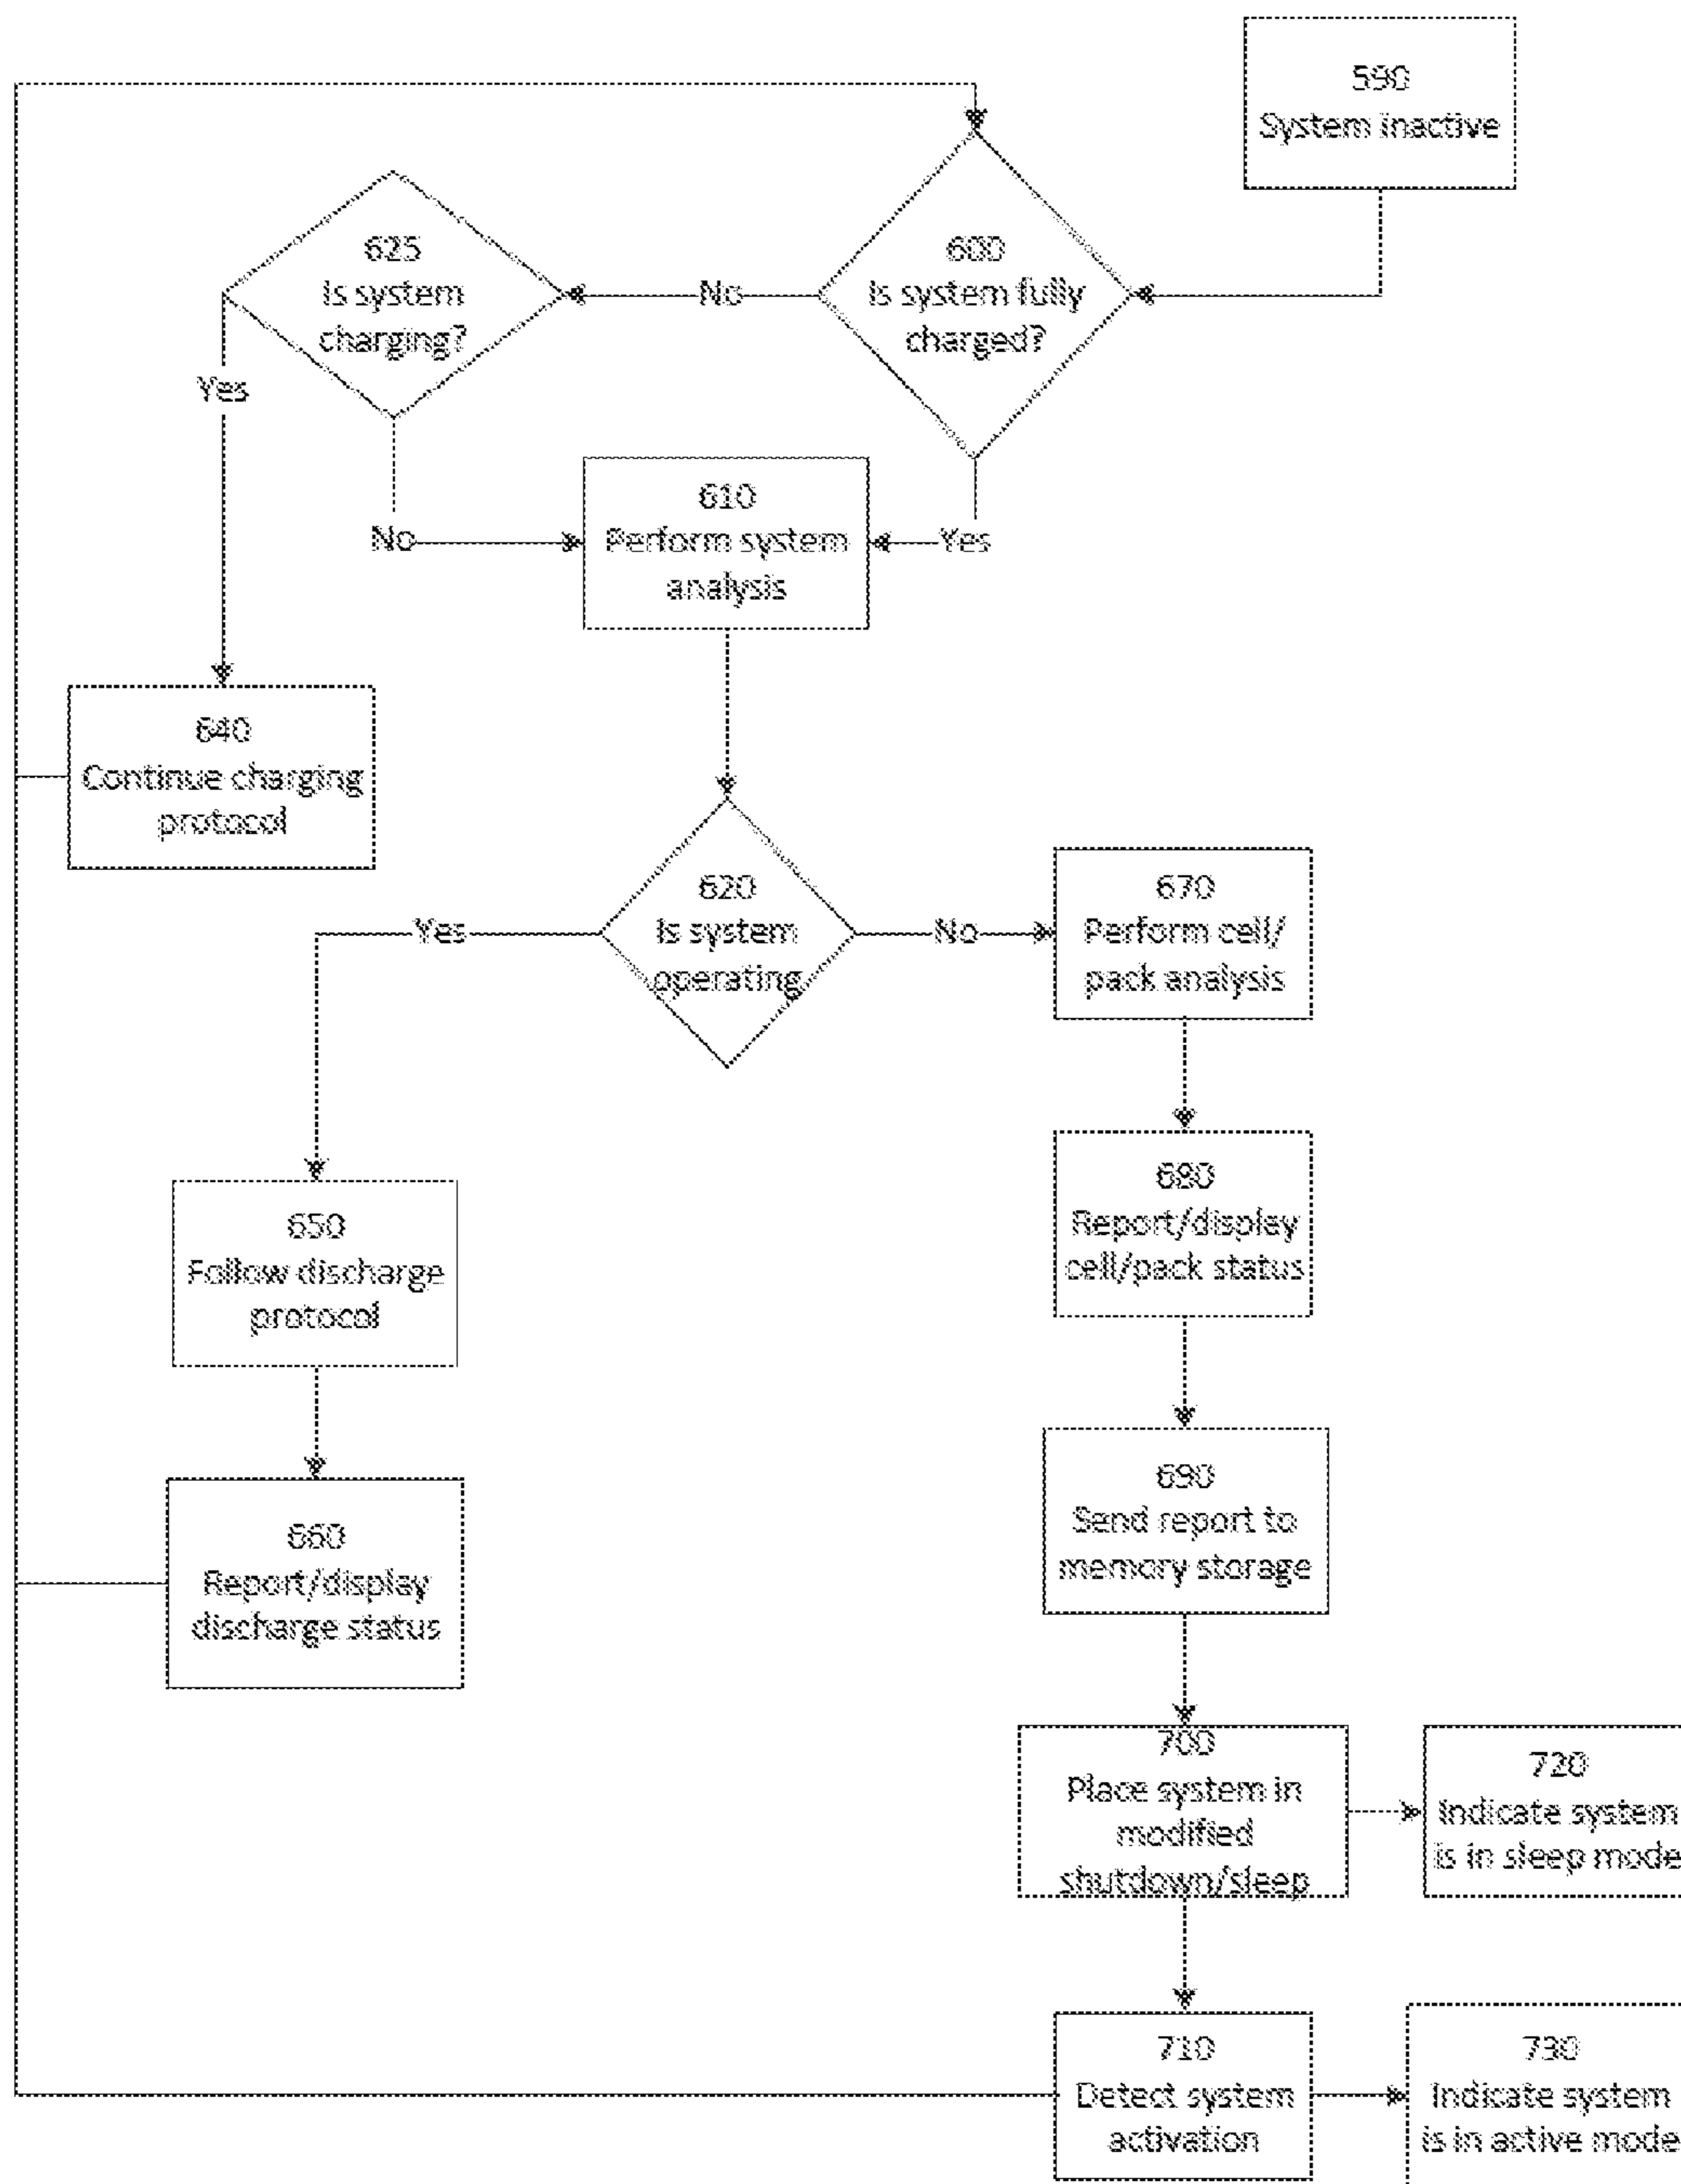 590
System inactive
600
Is system fully
charged?
No
625
Is system
charging?
Yes
No
610
Perform system
analysis
Yes
640
Continue charging
protocol
620
Is system
operating
Yes
No
670
Perform cell/
pack analysis
650
Follow discharge
protocol
680
Report/display
cell/pack status
660
Report/display
discharge status
690
Send report to
memory storage
700
Place system in
modified
shutdown/sleep
720
Indicate system
is in sleep mode
710
Detect system
activation
730
Indicate system
is in active mode